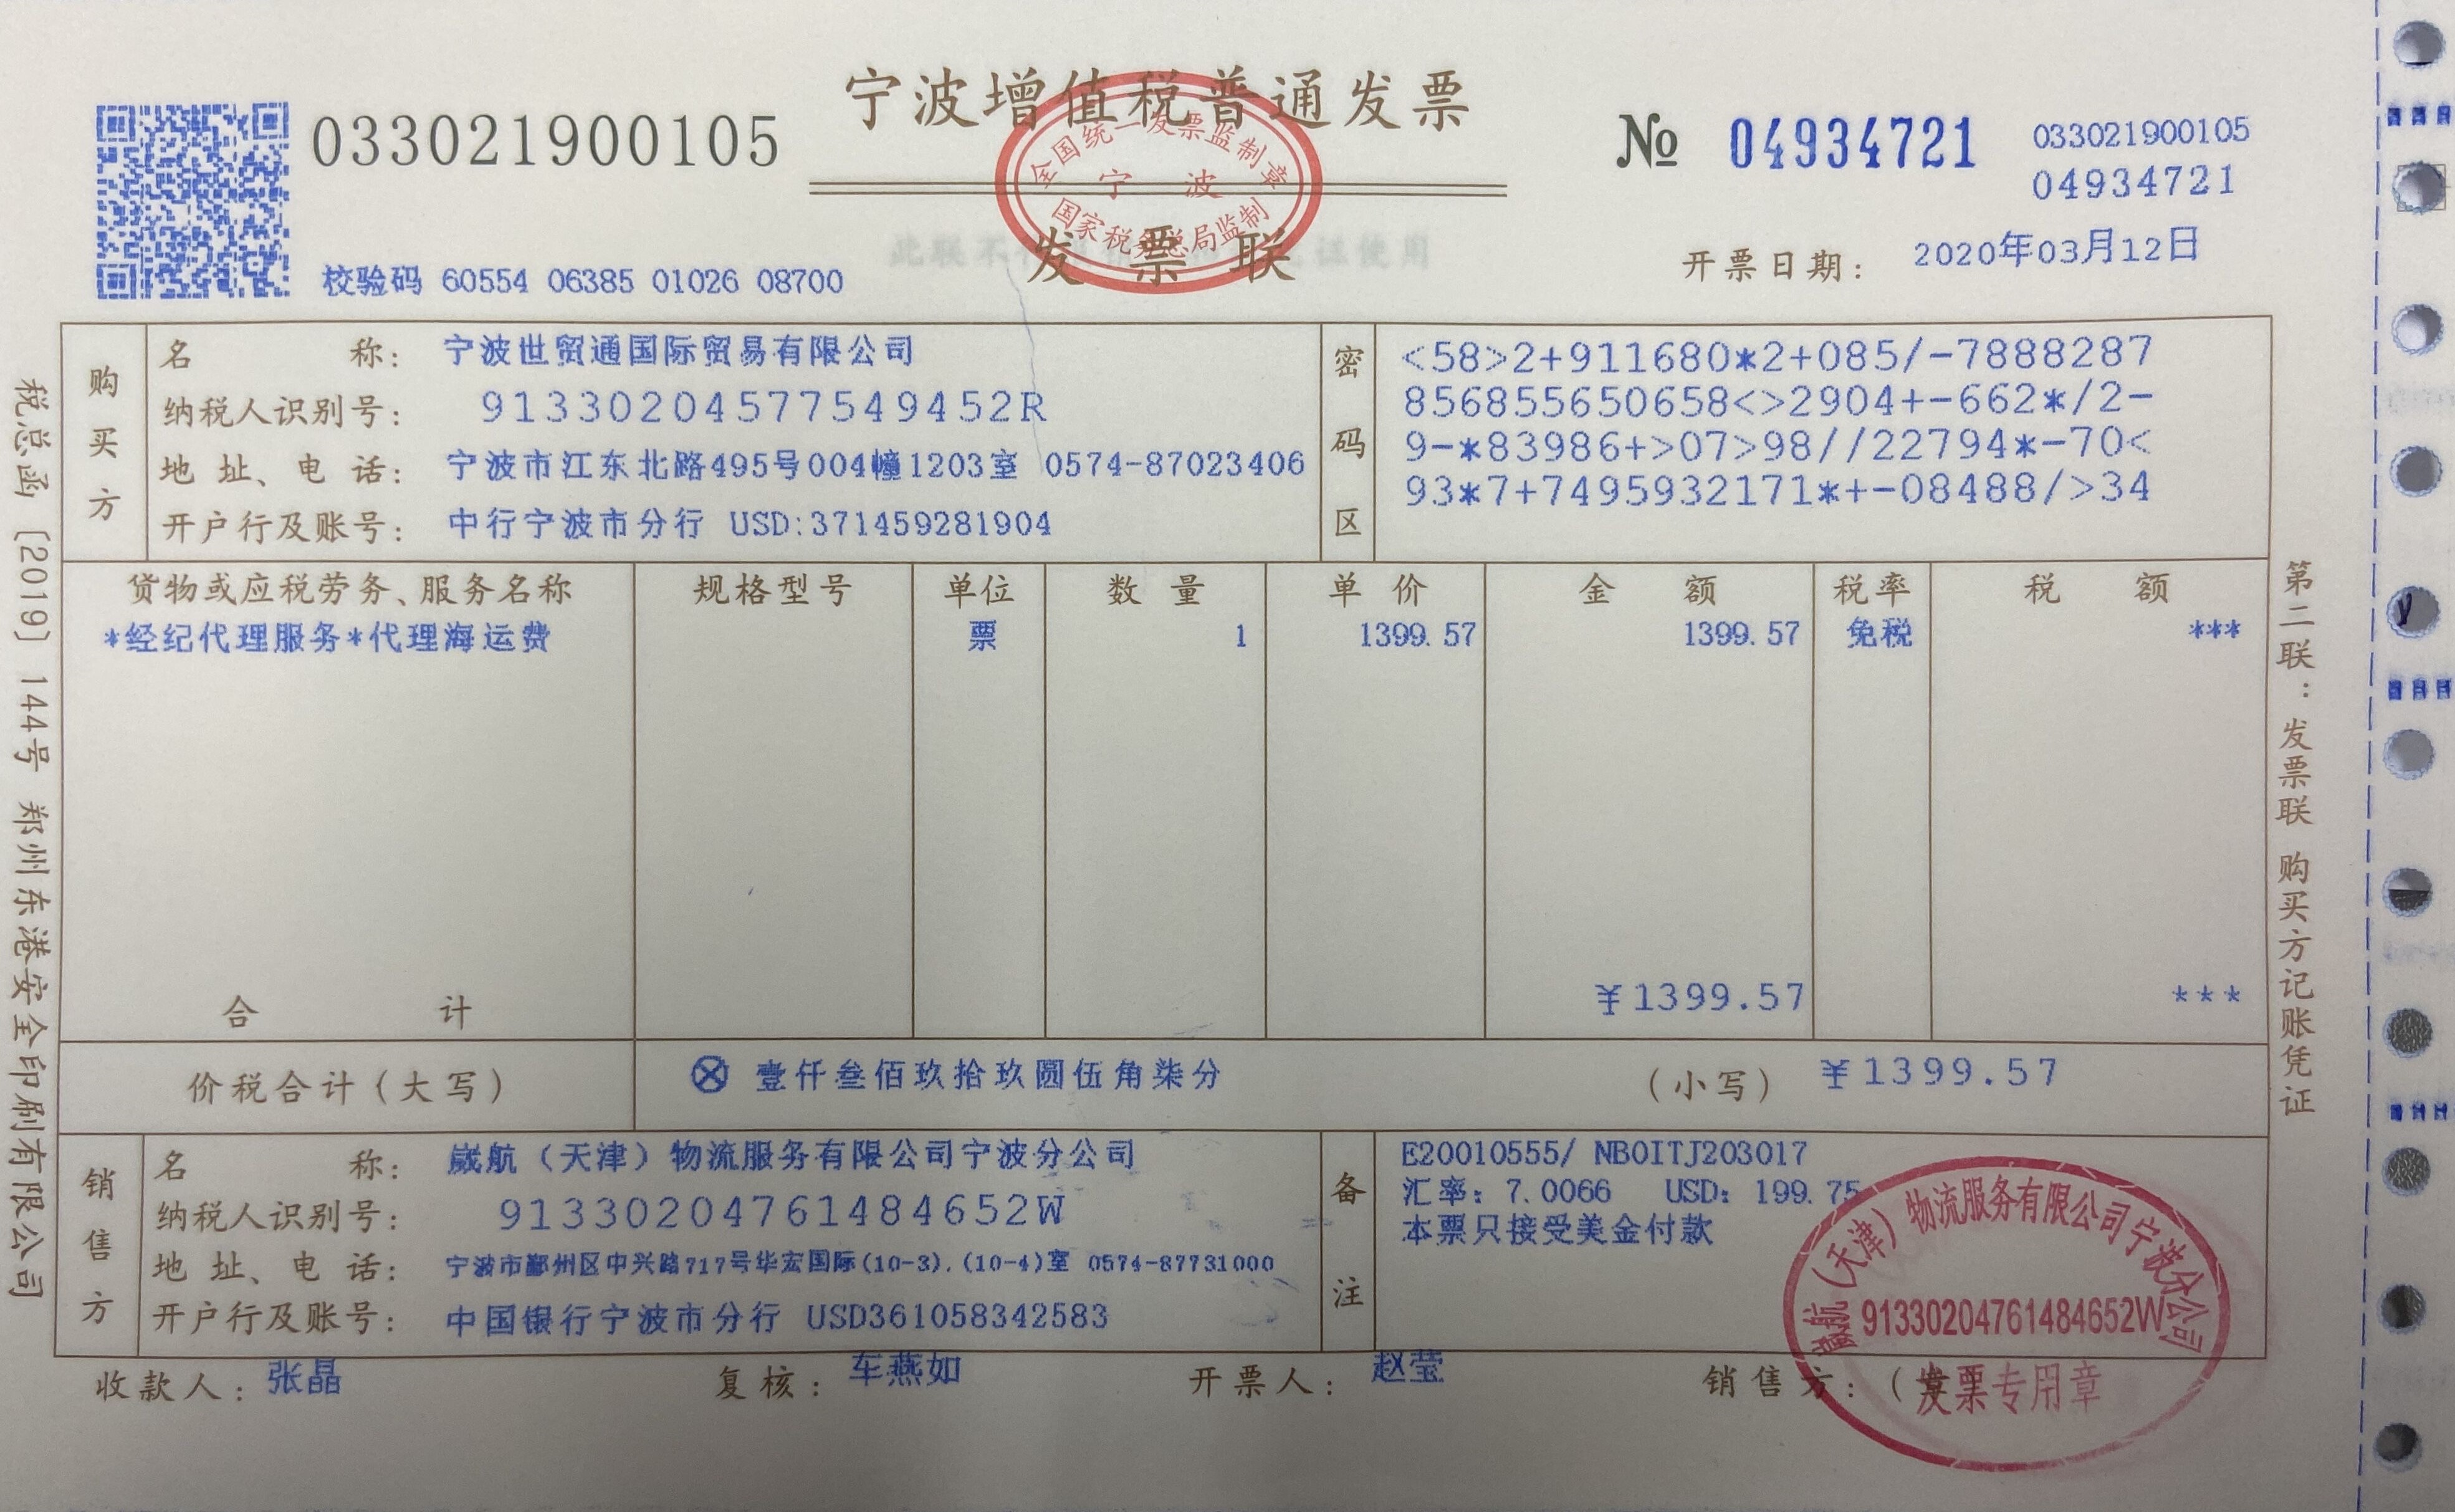 宁波增值税普通发票
033021900105
№ 04934721
033021900105
04934721
全国统一发票监制章
宁 波
国家税务总局监制
发票联
校验码 60554 06385 01026 08700
开票日期: 2020年03月12日
税总函〔2019〕144号 郑州东港安全印刷有限公司
购买方
名 称: 宁波世贸通国际贸易有限公司
纳税人识别号: 91330204577549452R
地 址、电 话: 宁波市江东北路495号004幢1203室 0574-87023406
开户行及账号: 中行宁波市分行 USD:371459281904
密码区
<58>2+911680*2+085/-7888287
856855650658<>2904+-662*/2-
9-*83986+>07>98//22794*-70<
93*7+7495932171*+-08488/>34
货物或应税劳务、服务名称 规格型号 单位 数 量 单 价 金 额 税率 税 额
*经纪代理服务*代理海运费 票 1 1399.57 1399.57 免税 ***
合 计 ¥1399.57 ***
价税合计(大写) ⊗ 壹仟叁佰玖拾玖圆伍角柒分 (小写) ¥1399.57
销售方
名 称: 崴航（天津）物流服务有限公司宁波分公司
纳税人识别号: 91330204761484652W
地 址、电 话: 宁波市鄞州区中兴路717号华宏国际(10-3),(10-4)室 0574-87731000
开户行及账号: 中国银行宁波市分行 USD361058342583
备注
E20010555/ NBOITJ203017
汇率: 7.0066 USD: 199.75
本票只接受美金付款
收款人: 张晶 复核: 车燕如 开票人: 赵莹 销售方: (
崴航（天津）物流服务有限公司宁波分公司
91330204761484652W
发票专用章
第二联: 发票联 购买方记账凭证